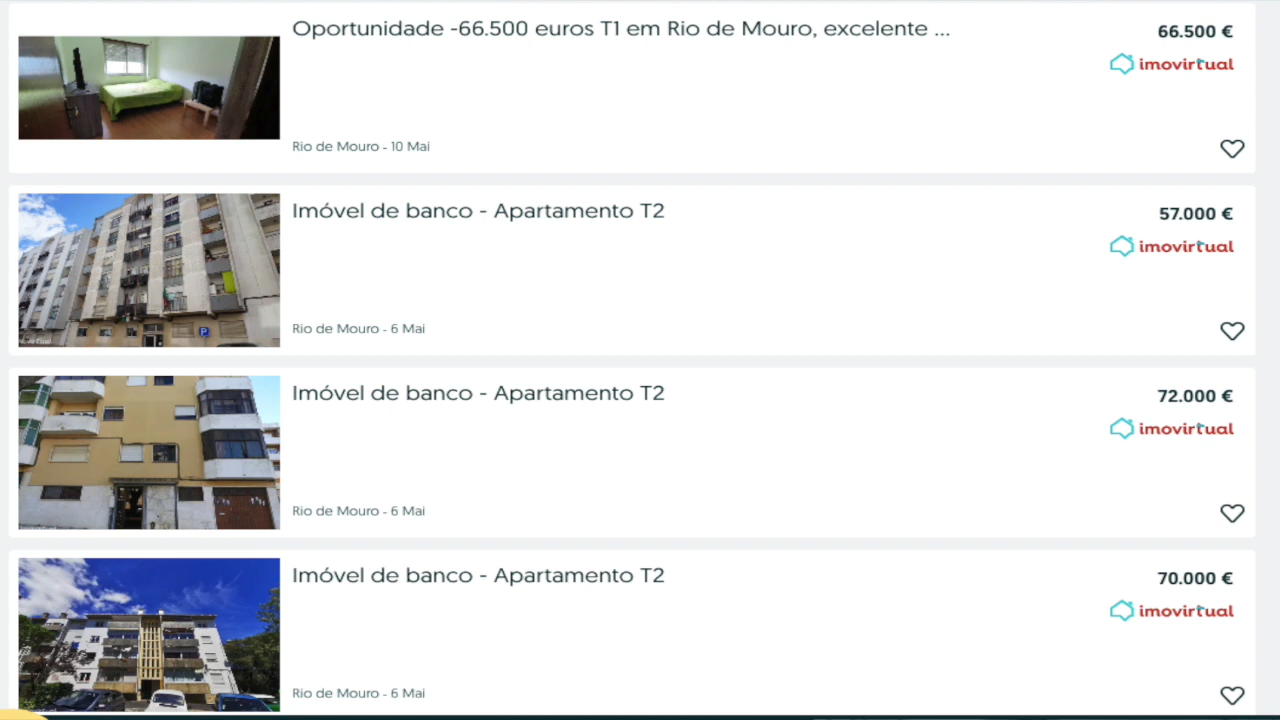 Oportunidade -66.500 euros T1 em Rio de Mouro, excelente ...
66.500 €
imovirtual
Rio de Mouro - 10 Mai
Imóvel de banco - Apartamento T2
57.000 €
imovirtual
P
Rio de Mouro - 6 Mai
Imóvel de banco - Apartamento T2
72.000 €
imovirtual
Rio de Mouro - 6 Mai
Imóvel de banco - Apartamento T2
70.000 €
imovirtual
Rio de Mouro - 6 Mai